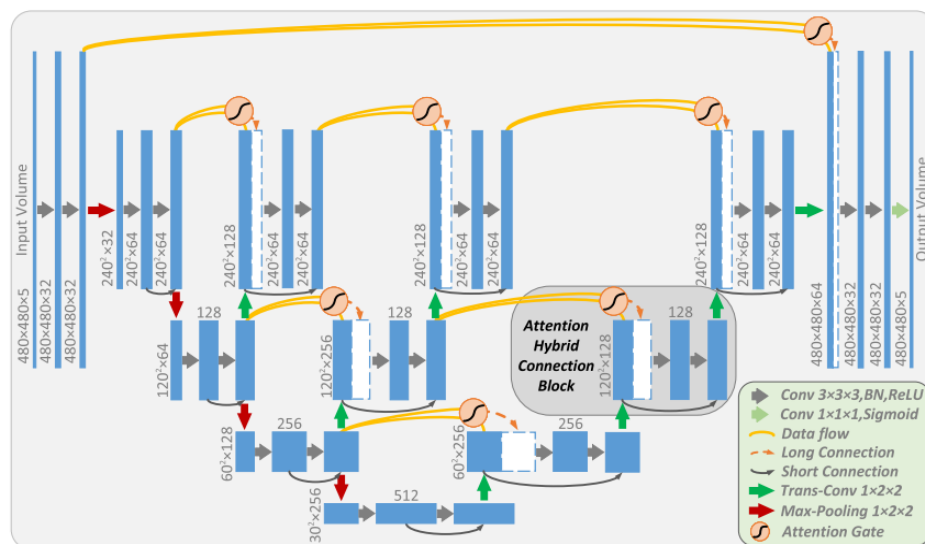 Input Volume
480×480×5
480×480×32
480×480×32
240²×32
240²×64
240²×64
240²×128
240²×64
240²×64
240²×128
240²×64
240²×64
240²×128
240²×64
240²×64
480×480×64
480×480×32
480×480×32
480×480×5
Output Volume
120²×64
128
120²×256
128
Attention
Hybrid
Connection
Block
120²×128
128
60²×128
256
60²×256
256
30²×256
512
Conv 3×3×3,BN,ReLU
Conv 1×1×1,Sigmoid
Data flow
Long Connection
Short Connection
Trans-Conv 1×2×2
Max-Pooling 1×2×2
Attention Gate